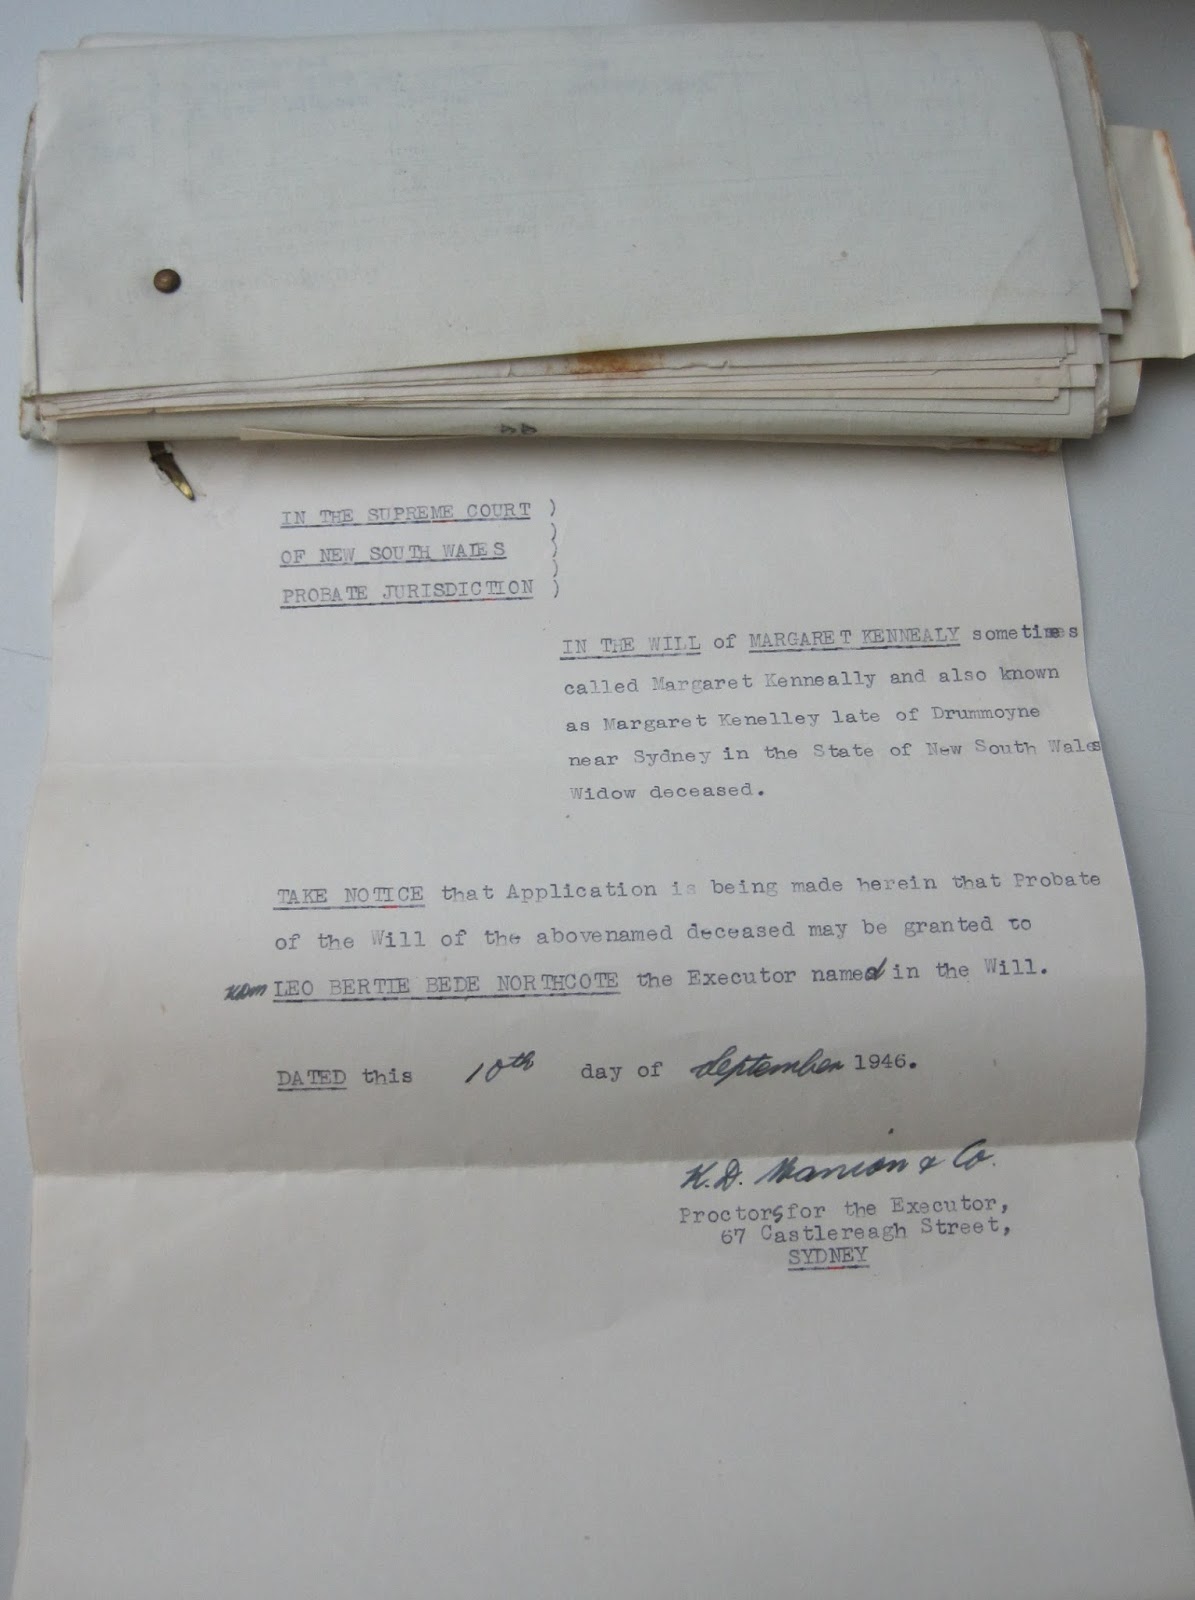 IN THE SUPREME COURT )
OF NEW SOUTH WALES )
PROBATE JURISDICTION )
IN THE WILL of MARGARET KENNEALY sometimes
called Margaret Kenneally and also known
as Margaret Kenelley late of Drummoyne
near Sydney in the State of New South Wales
Widow deceased.
TAKE NOTICE that Application is being made herein that Probate
of the Will of the abovenamed deceased may be granted to
LEO BERTIE BEDE NORTHCOTE the Executor named in the Will.
DATED this 10th day of September 1946.
K.D. Manion & Co.
Proctors for the Executor,
67 Castlereagh Street,
SYDNEY